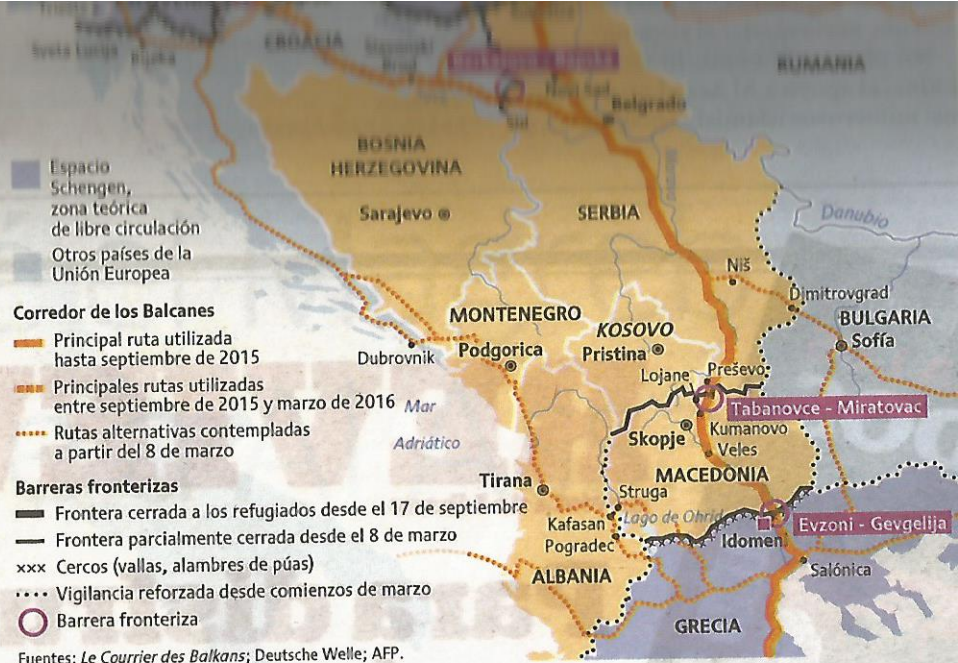 CROACIA
RUMANIA
Rijeka
Novi Sad
Belgrado
BOSNIA
HERZEGOVINA
Sarajevo
SERBIA
Danubio
Niš
Dimitrovgrad
BULGARIA
Sofía
MONTENEGRO
KOSOVO
Podgorica
Pristina
Dubrovnik
Lojane
Preševo
Tabanovce - Miratovac
Kumanovo
Skopje
Veles
MACEDONIA
Mar
Adriático
Tirana
Struga
Kafasan
Lago de Ohrid
Pogradec
Evzoni - Gevgelija
Idomeni
Salónica
ALBANIA
GRECIA
Espacio
Schengen,
zona teórica
de libre circulación
Otros países de la
Unión Europea
Corredor de los Balcanes
Principal ruta utilizada
hasta septiembre de 2015
Principales rutas utilizadas
entre septiembre de 2015 y marzo de 2016
Rutas alternativas contempladas
a partir del 8 de marzo
Barreras fronterizas
Frontera cerrada a los refugiados desde el 17 de septiembre
Frontera parcialmente cerrada desde el 8 de marzo
xxx Cercos (vallas, alambres de púas)
Vigilancia reforzada desde comienzos de marzo
Barrera fronteriza
Fuentes: Le Courrier des Balkans; Deutsche Welle; AFP.